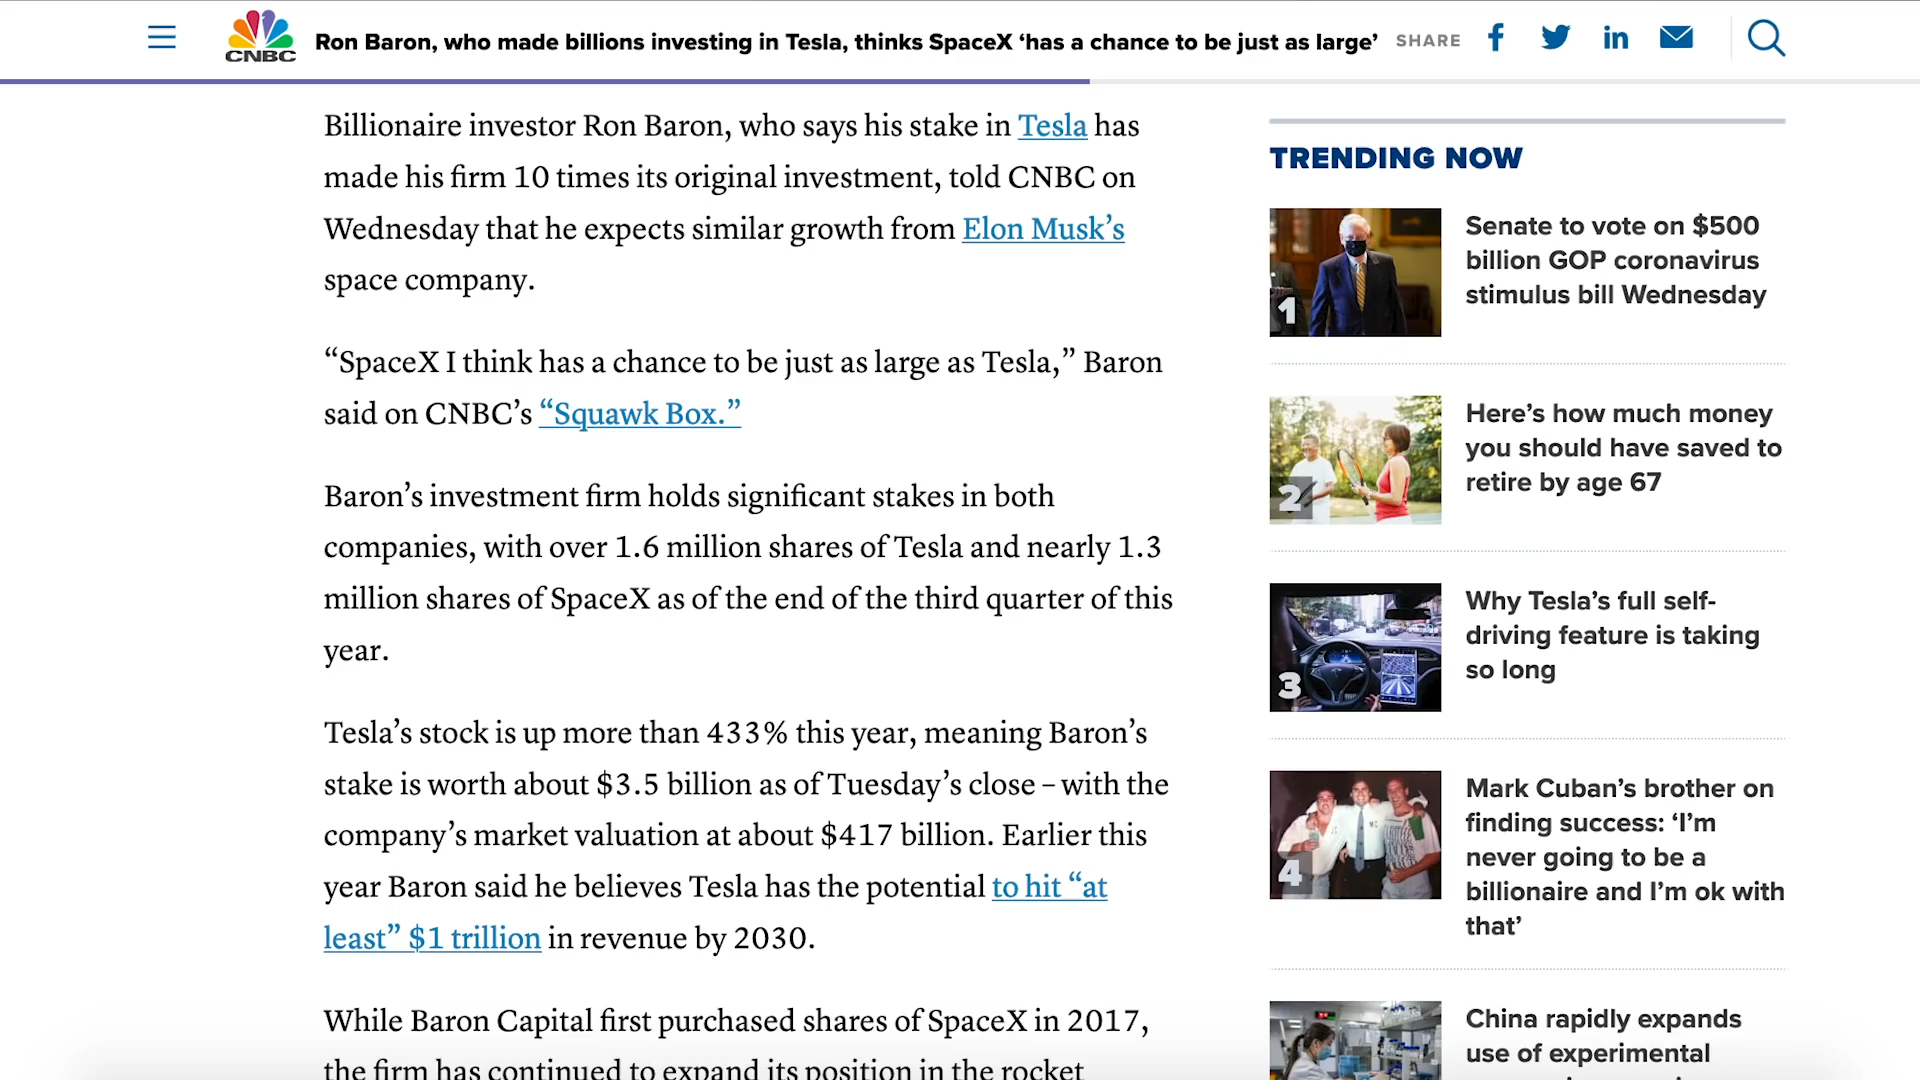 CNBC
Ron Baron, who made billions investing in Tesla, thinks SpaceX ‘has a chance to be just as large’
SHARE
Billionaire investor Ron Baron, who says his stake in Tesla has
made his firm 10 times its original investment, told CNBC on
Wednesday that he expects similar growth from Elon Musk’s
space company.
“SpaceX I think has a chance to be just as large as Tesla,” Baron
said on CNBC’s “Squawk Box.”
Baron’s investment firm holds significant stakes in both
companies, with over 1.6 million shares of Tesla and nearly 1.3
million shares of SpaceX as of the end of the third quarter of this
year.
Tesla’s stock is up more than 433% this year, meaning Baron’s
stake is worth about $3.5 billion as of Tuesday’s close – with the
company’s market valuation at about $417 billion. Earlier this
year Baron said he believes Tesla has the potential to hit “at
least” $1 trillion in revenue by 2030.
While Baron Capital first purchased shares of SpaceX in 2017,
the firm has continued to expand its position in the rocket
TRENDING NOW
1
Senate to vote on $500
billion GOP coronavirus
stimulus bill Wednesday
2
Here’s how much money
you should have saved to
retire by age 67
3
Why Tesla’s full self-
driving feature is taking
so long
4
Mark Cuban’s brother on
finding success: ‘I’m
never going to be a
billionaire and I’m ok with
that’
China rapidly expands
use of experimental